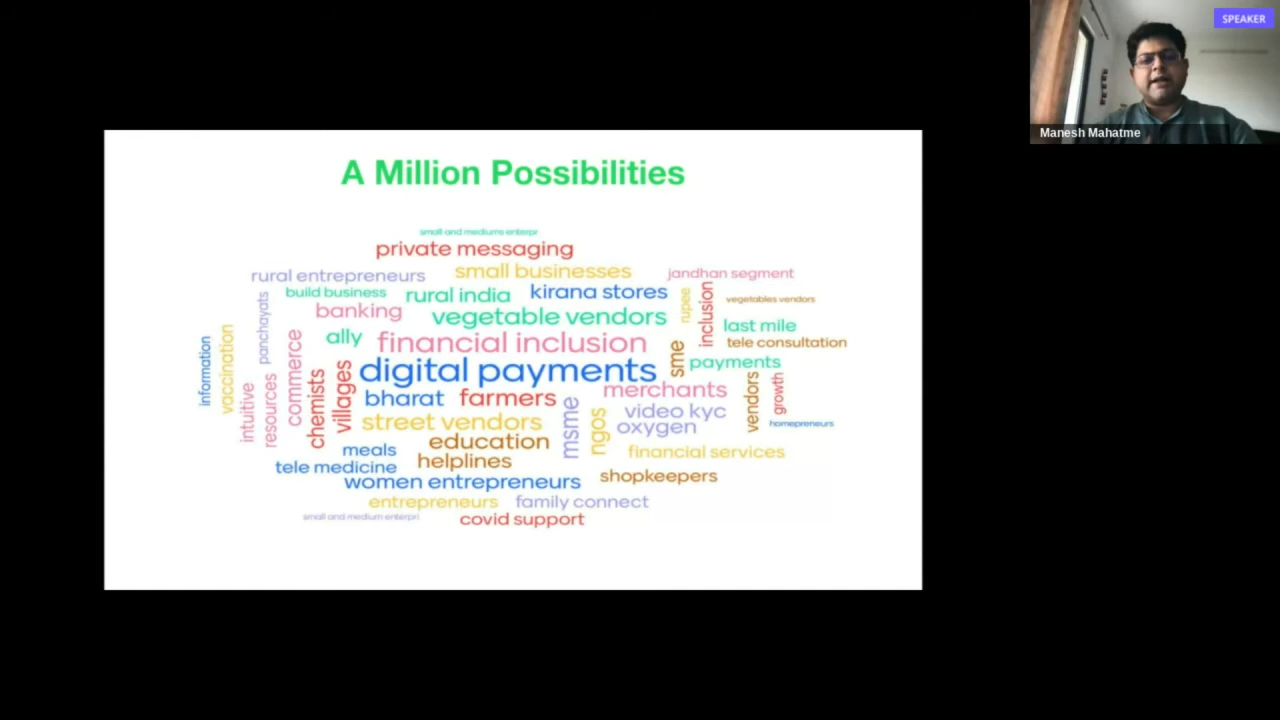 SPEAKER
Manesh Mahatme
A Million Possibilities
small and mediums enterpr
private messaging
rural entrepreneurs
small businesses
jandhan segment
build business
rural india
kirana stores
rupee
inclusion
vegetables vendors
panchayats
banking
vegetable vendors
last mile
ally
financial inclusion
tele consultation
information
vaccination
commerce
sme
payments
digital payments
intuitive
resources
chemists
villages
bharat
farmers
merchants
vendors
growth
msme
ngos
video kyc
homepreneurs
street vendors
oxygen
education
meals
financial services
helplines
tele medicine
women entrepreneurs
shopkeepers
entrepreneurs
family connect
small and medium enterpri
covid support